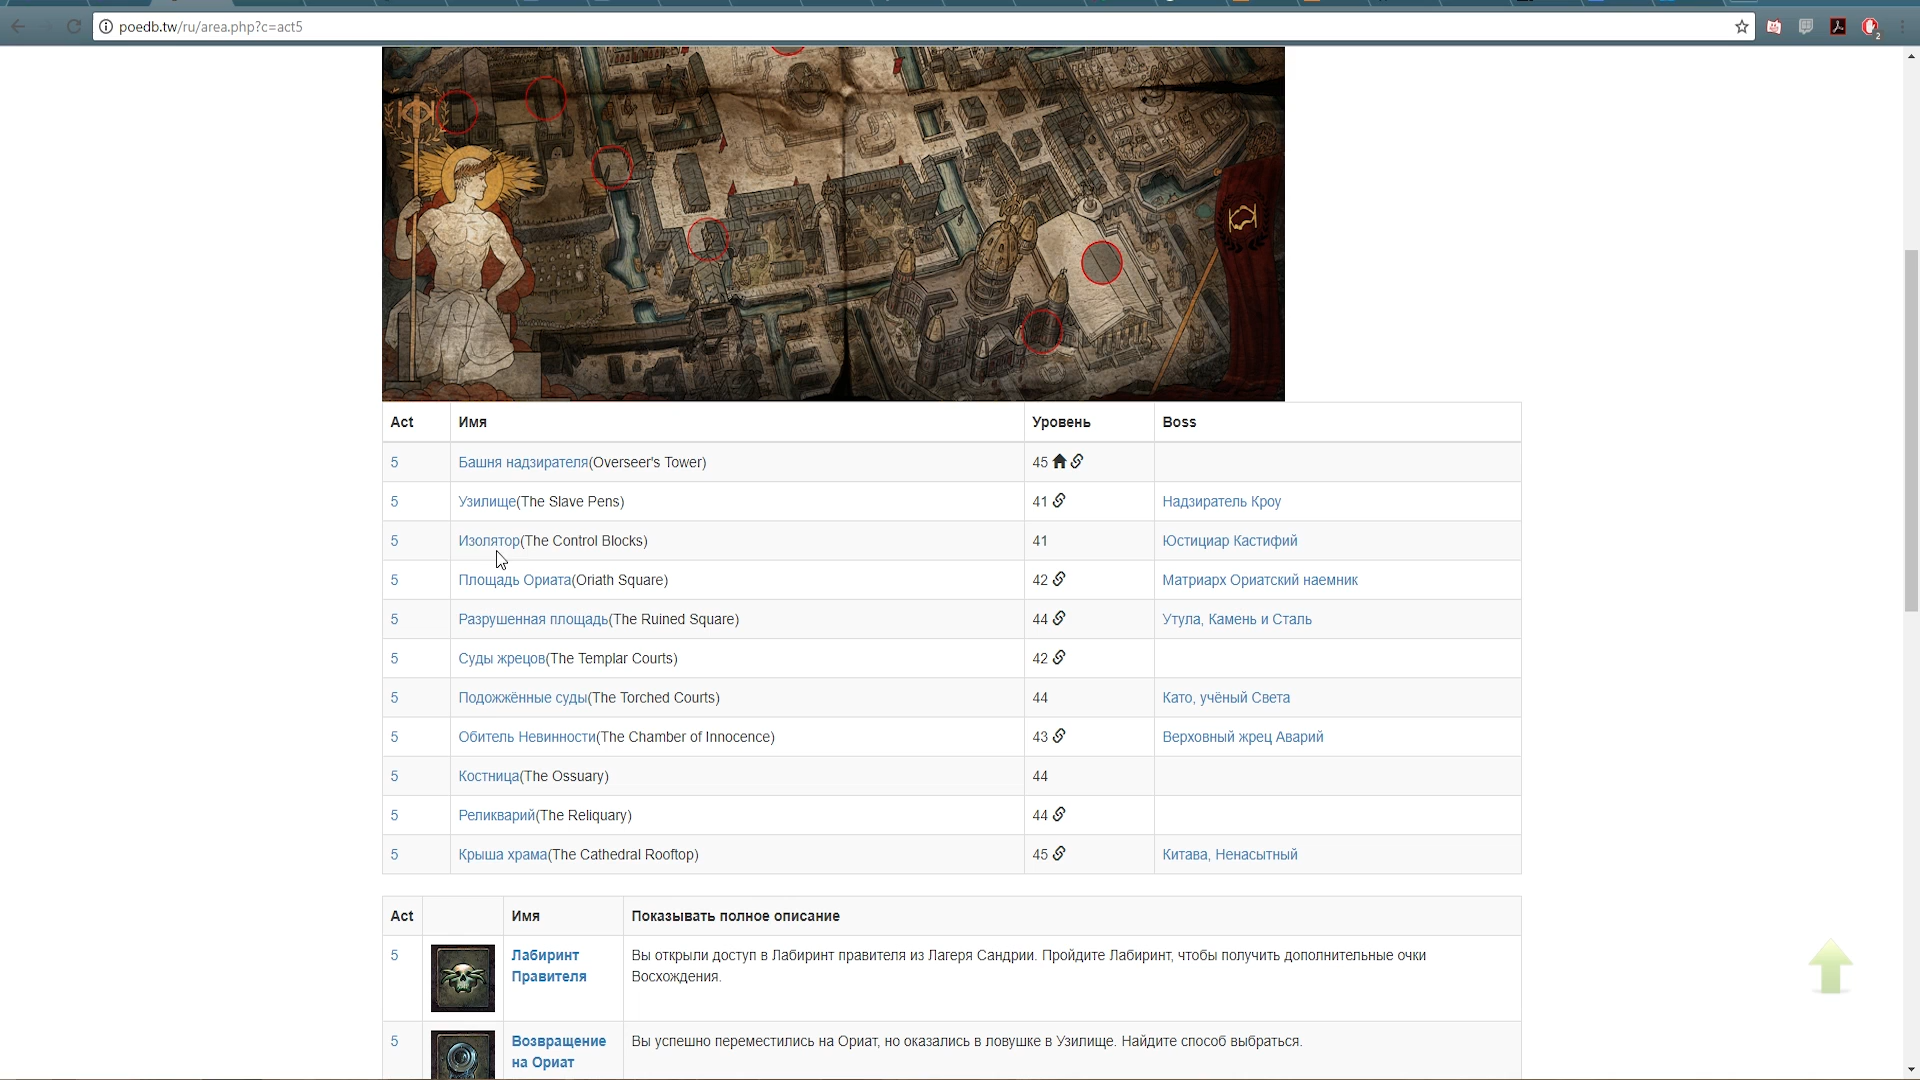 poedb.tw/ru/area.php?c=act5
2
Act Имя Уровень Boss
5 Башня надзирателя(Overseer's Tower) 45
5 Узилище(The Slave Pens) 41 Надзиратель Кроу
5 Изолятор(The Control Blocks) 41 Юстициар Кастифий
5 Площадь Ориата(Oriath Square) 42 Матриарх Ориатский наемник
5 Разрушенная площадь(The Ruined Square) 44 Утула, Камень и Сталь
5 Суды жрецов(The Templar Courts) 42
5 Подожжённые суды(The Torched Courts) 44 Като, учёный Света
5 Обитель Невинности(The Chamber of Innocence) 43 Верховный жрец Аварий
5 Костница(The Ossuary) 44
5 Реликварий(The Reliquary) 44
5 Крыша храма(The Cathedral Rooftop) 45 Китава, Ненасытный
Act Имя Показывать полное описание
5 Лабиринт Вы открыли доступ в Лабиринт правителя из Лагеря Сандрии. Пройдите Лабиринт, чтобы получить дополнительные очки
Правителя Восхождения.
5 Возвращение Вы успешно переместились на Ориат, но оказались в ловушке в Узилище. Найдите способ выбраться.
на Ориат